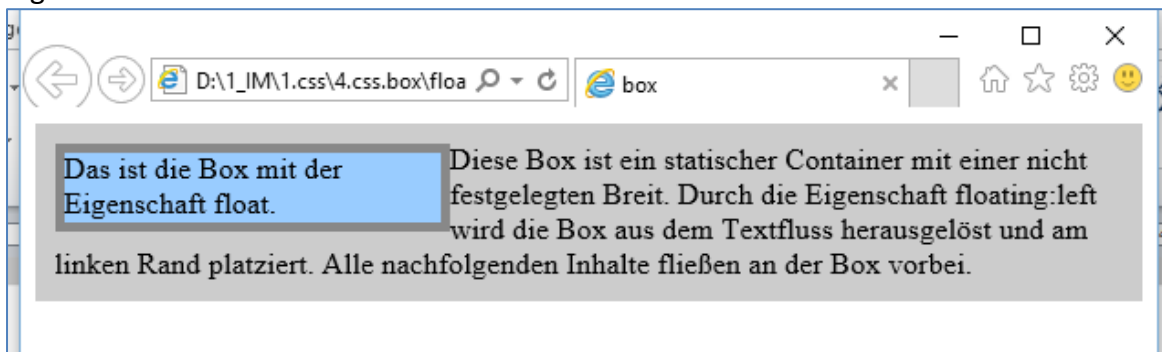 D:\1_IM\1.css\4.css.box\floa
box
Das ist die Box mit der
Eigenschaft float.
Diese Box ist ein statischer Container mit einer nicht
festgelegten Breit. Durch die Eigenschaft floating:left
wird die Box aus dem Textfluss herausgelöst und am
linken Rand platziert. Alle nachfolgenden Inhalte fließen an der Box vorbei.